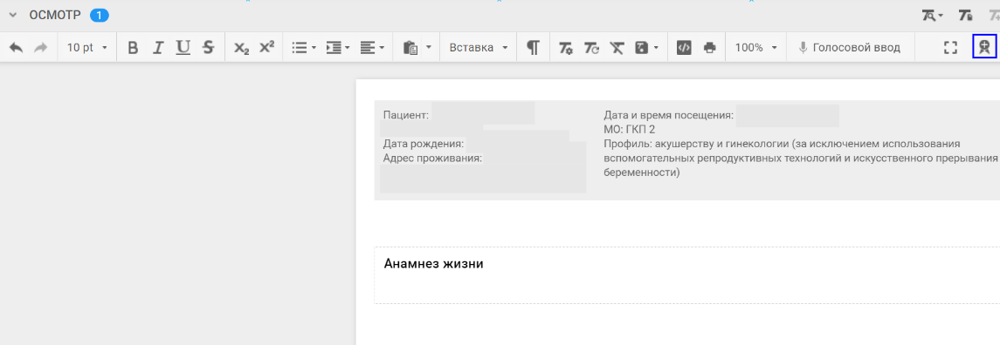 ОСМОТР 1
10 pt B I U S X₂ X² Вставка ¶ 100% Голосовой ввод
Пациент:
Дата рождения:
Адрес проживания:
Дата и время посещения:
МО: ГКП 2
Профиль: акушерству и гинекологии (за исключением использования
вспомогательных репродуктивных технологий и искусственного прерывания
беременности)
Анамнез жизни